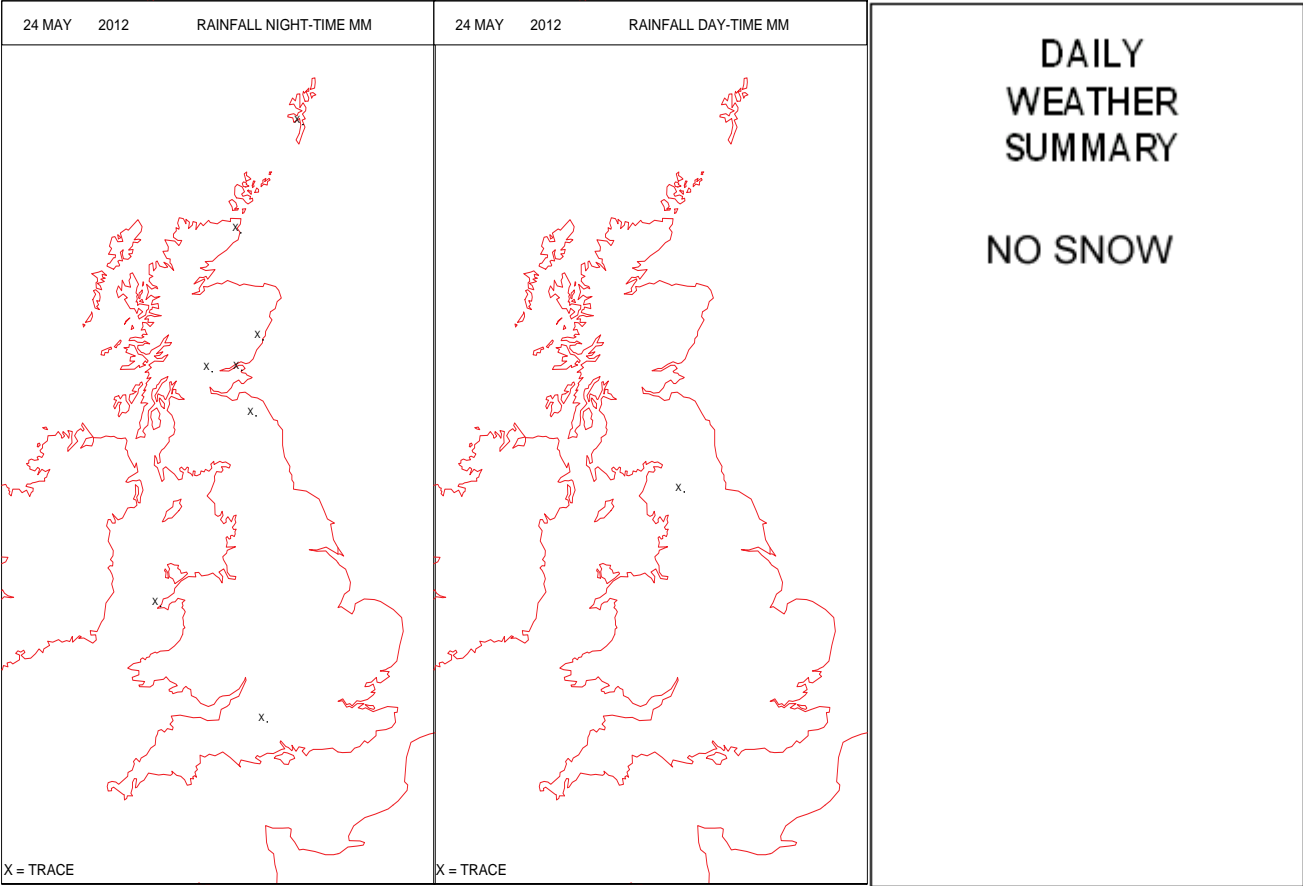 24 MAY 2012 RAINFALL NIGHT-TIME MM
X.
X.
X.
X.
X.
X.
X.
X.
X = TRACE
24 MAY 2012 RAINFALL DAY-TIME MM
X.
X = TRACE
DAILY
WEATHER
SUMMARY
NO SNOW